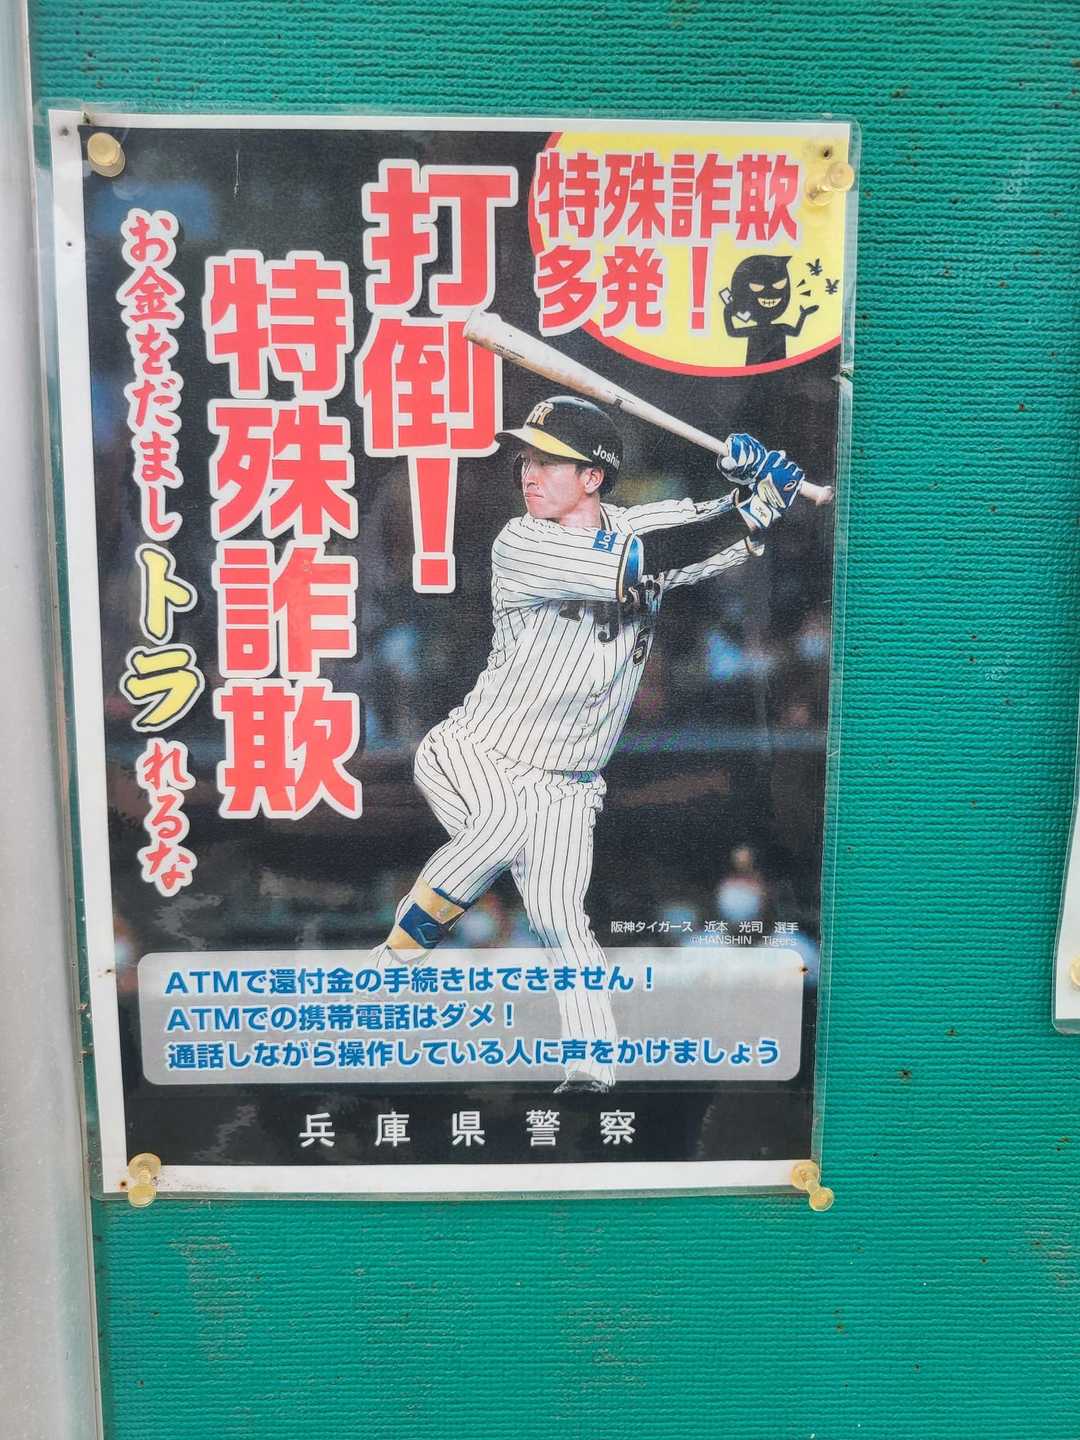 特殊詐欺
多発！
打倒！
特殊詐欺
お金をだましトラれるな
Joshin
阪神タイガース　近本　光司　選手
©HANSHIN Tigers
ATMで還付金の手続きはできません！
ATMでの携帯電話はダメ！
通話しながら操作している人に声をかけましょう
兵庫県警察